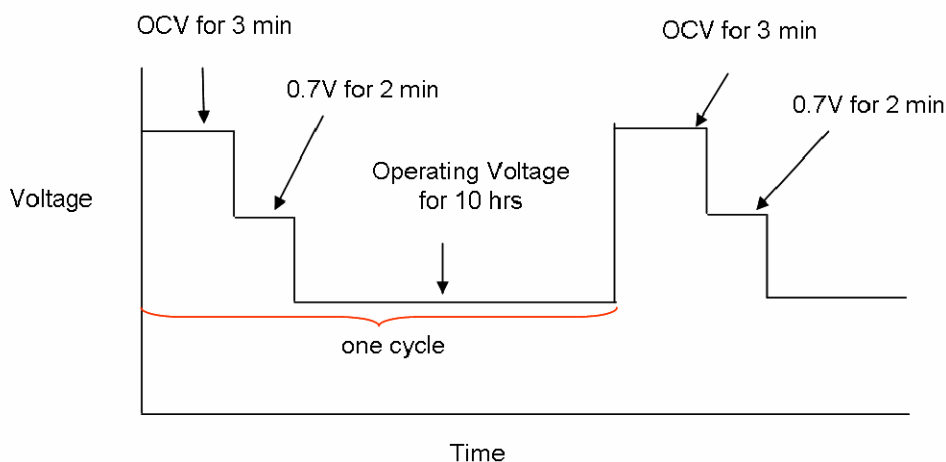 OCV for 3 min
OCV for 3 min
0.7V for 2 min
0.7V for 2 min
Operating Voltage
for 10 hrs
Voltage
one cycle
Time